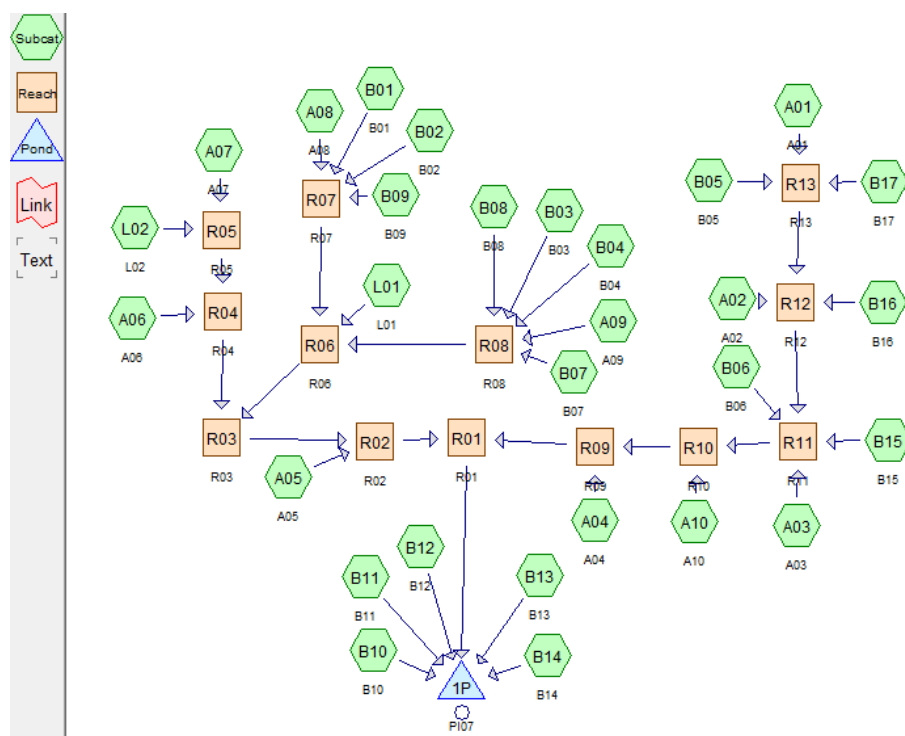 Subcat
Reach
Pond
Link
Text
A01
A01
B01
B01
A08
A08
B02
B02
A07
A07
B05
B05
R13
R13
B17
B17
R07
R07
B09
B09
B08
B08
B03
B03
L02
L02
R05
R05
B04
B04
L01
L01
A02
A02
R12
R12
B16
B16
A06
A06
R04
R04
A09
A09
R06
R06
R08
R08
B07
B07
B06
B06
R03
R03
R02
R02
R01
R01
R09
R09
R10
R10
R11
R11
B15
B15
A05
A05
A04
A04
A10
A10
A03
A03
B12
B12
B11
B11
B13
B13
B10
B10
B14
B14
1P
PI07